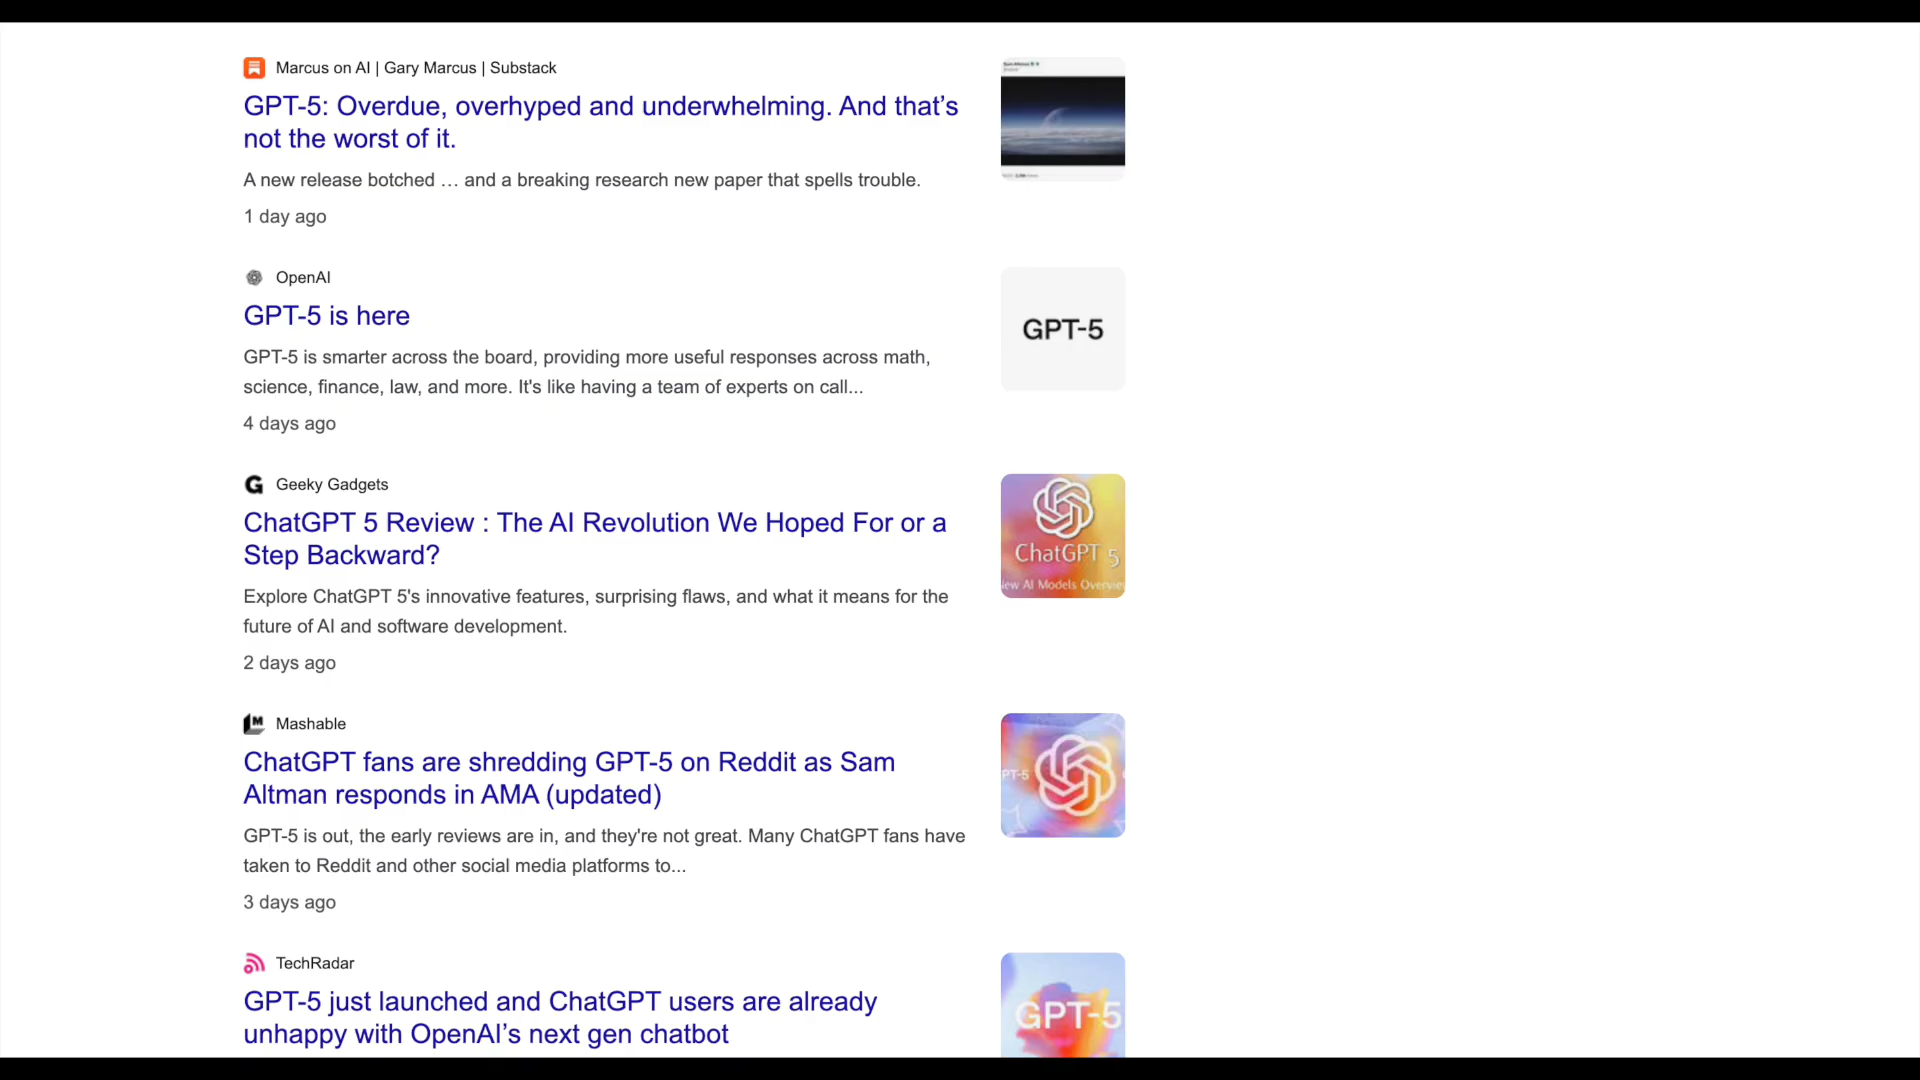 Marcus on AI | Gary Marcus | Substack
GPT-5: Overdue, overhyped and underwhelming. And that’s
not the worst of it.
A new release botched … and a breaking research new paper that spells trouble.
1 day ago
OpenAI
GPT-5 is here
GPT-5 is smarter across the board, providing more useful responses across math,
science, finance, law, and more. It's like having a team of experts on call...
4 days ago
GPT-5
Geeky Gadgets
ChatGPT 5 Review : The AI Revolution We Hoped For or a
Step Backward?
Explore ChatGPT 5's innovative features, surprising flaws, and what it means for the
future of AI and software development.
2 days ago
ChatGPT 5
New AI Models Overview
Mashable
ChatGPT fans are shredding GPT-5 on Reddit as Sam
Altman responds in AMA (updated)
GPT-5 is out, the early reviews are in, and they're not great. Many ChatGPT fans have
taken to Reddit and other social media platforms to...
3 days ago
PT-5
TechRadar
GPT-5 just launched and ChatGPT users are already
unhappy with OpenAI’s next gen chatbot
GPT-5